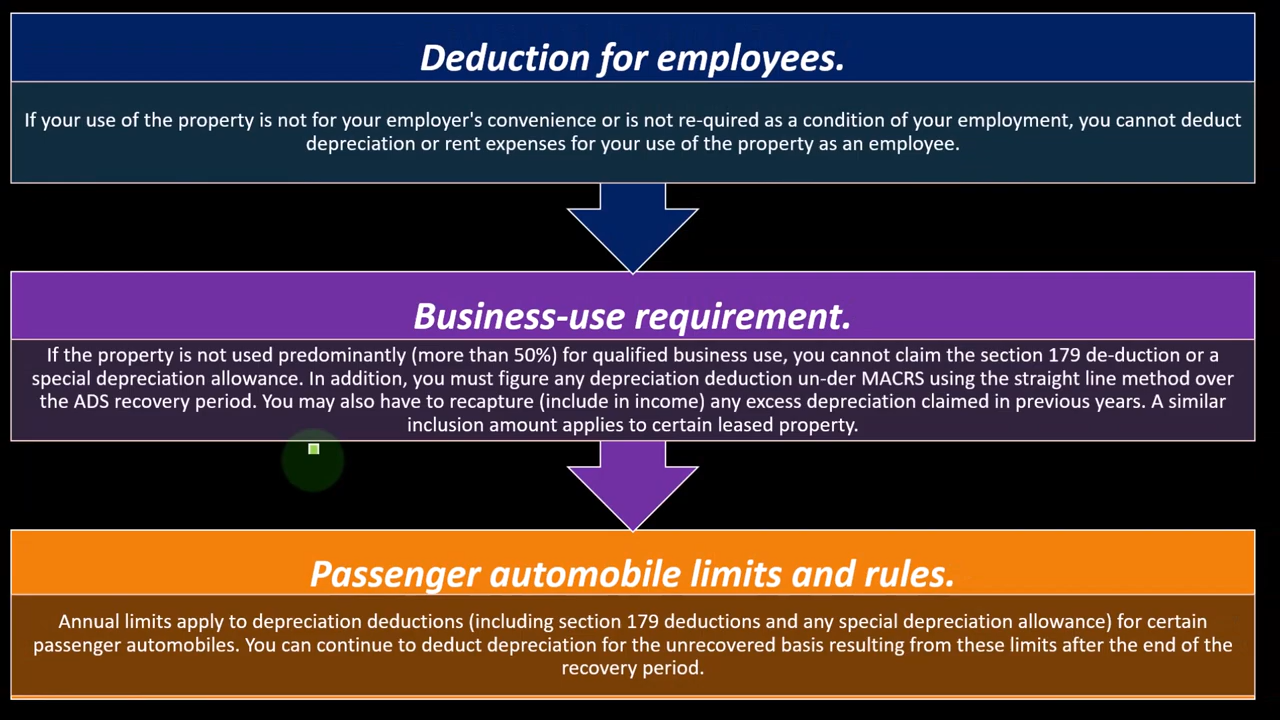 Deduction for employees.
If your use of the property is not for your employer's convenience or is not re-quired as a condition of your employment, you cannot deduct
depreciation or rent expenses for your use of the property as an employee.
Business-use requirement.
If the property is not used predominantly (more than 50%) for qualified business use, you cannot claim the section 179 de-duction or a
special depreciation allowance. In addition, you must figure any depreciation deduction un-der MACRS using the straight line method over
the ADS recovery period. You may also have to recapture (include in income) any excess depreciation claimed in previous years. A similar
inclusion amount applies to certain leased property.
Passenger automobile limits and rules.
Annual limits apply to depreciation deductions (including section 179 deductions and any special depreciation allowance) for certain
passenger automobiles. You can continue to deduct depreciation for the unrecovered basis resulting from these limits after the end of the
recovery period.